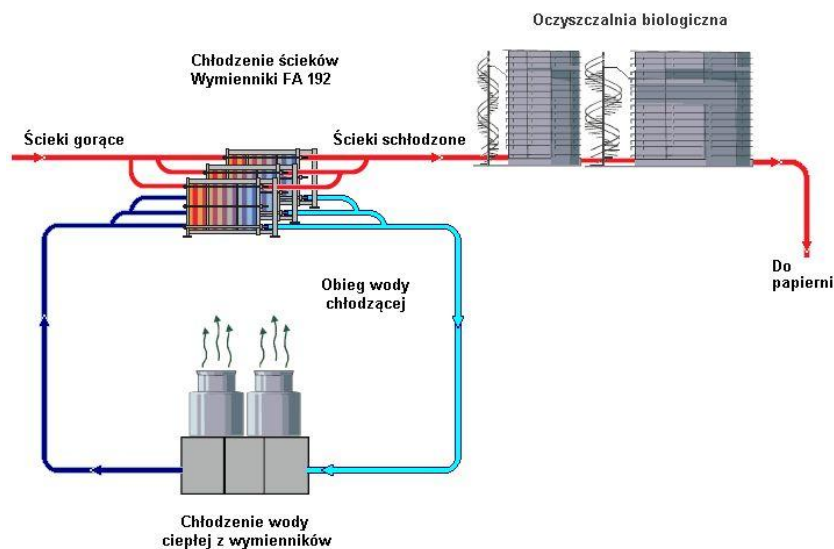 Oczyszczalnia biologiczna
Chłodzenie ścieków
Wymienniki FA 192
Ścieki gorące
Ścieki schłodzone
Do
papierni
Obieg wody
chłodzącej
Chłodzenie wody
ciepłej z wymienników